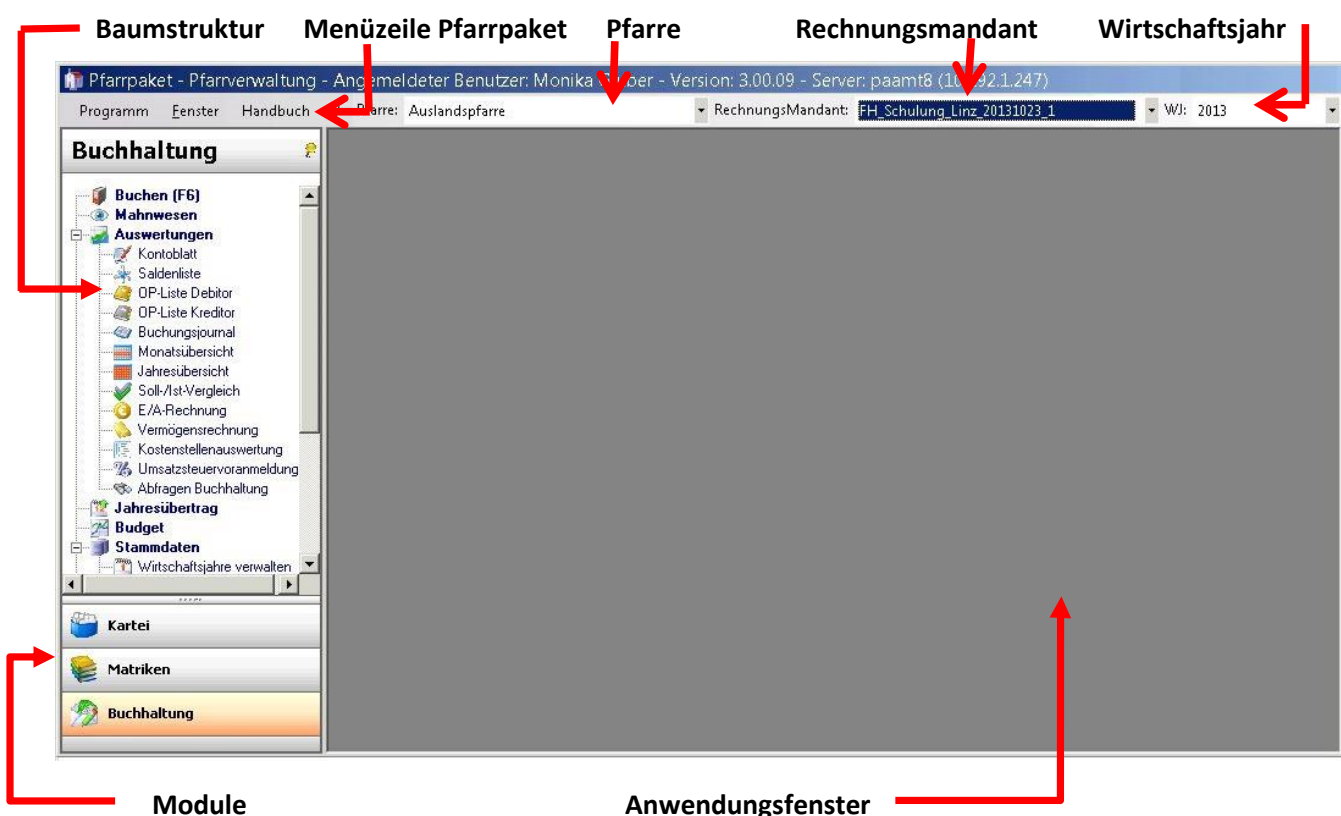 Baumstruktur Menüzeile Pfarrpaket Pfarre Rechnungsmandant Wirtschaftsjahr
Pfarrpaket - Pfarrverwaltung - Angemeldeter Benutzer: Monika - Version: 3.00.09 - Server: paamt8
Programm Fenster Handbuch Pfarre: Auslandspfarre RechnungsMandant: FH_Schulung_Linz_20131023_1 WJ: 2013
Buchhaltung
Buchen (F6)
Mahnwesen
Auswertungen
Kontoblatt
Saldenliste
OP-Liste Debitor
OP-Liste Kreditor
Buchungsjournal
Monatsübersicht
Jahresübersicht
Soll-/Ist-Vergleich
E/A-Rechnung
Vermögensrechnung
Kostenstellenauswertung
Umsatzsteuervoranmeldung
Abfragen Buchhaltung
Jahresübertrag
Budget
Stammdaten
Wirtschaftsjahre verwalten
Kartei
Matriken
Buchhaltung
Module Anwendungsfenster